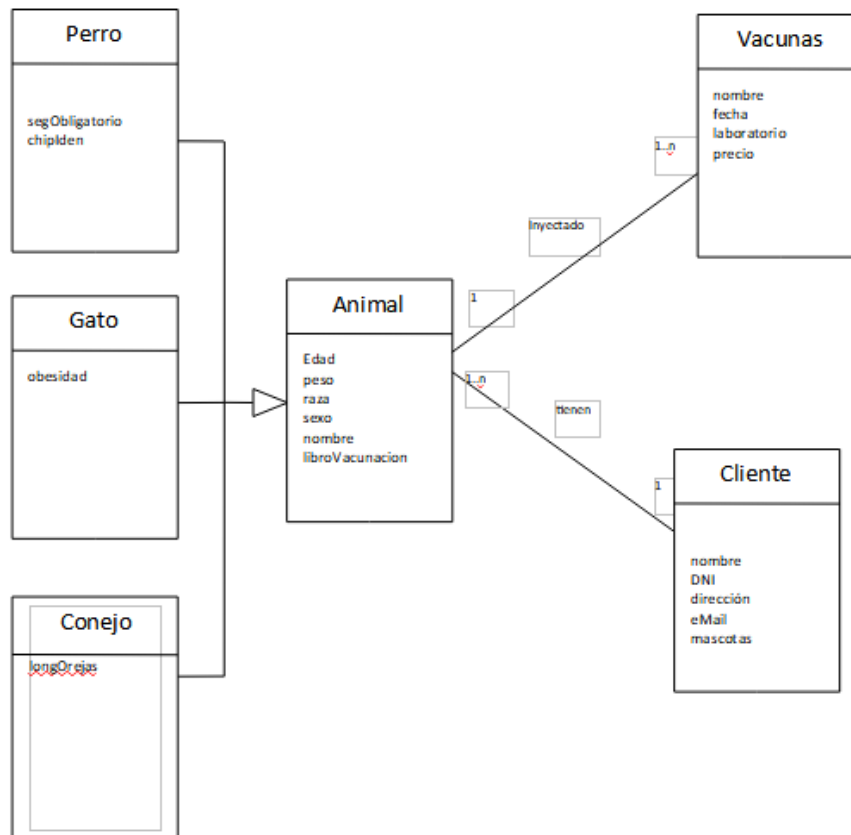 Perro
segObligatorio
chipIden
Gato
obesidad
Conejo
longOrejas
Animal
Edad
peso
raza
sexo
nombre
libroVacunacion
Vacunas
nombre
fecha
laboratorio
precio
1..n
Inyectado
1
1..n
tienen
1
Cliente
nombre
DNI
dirección
eMail
mascotas